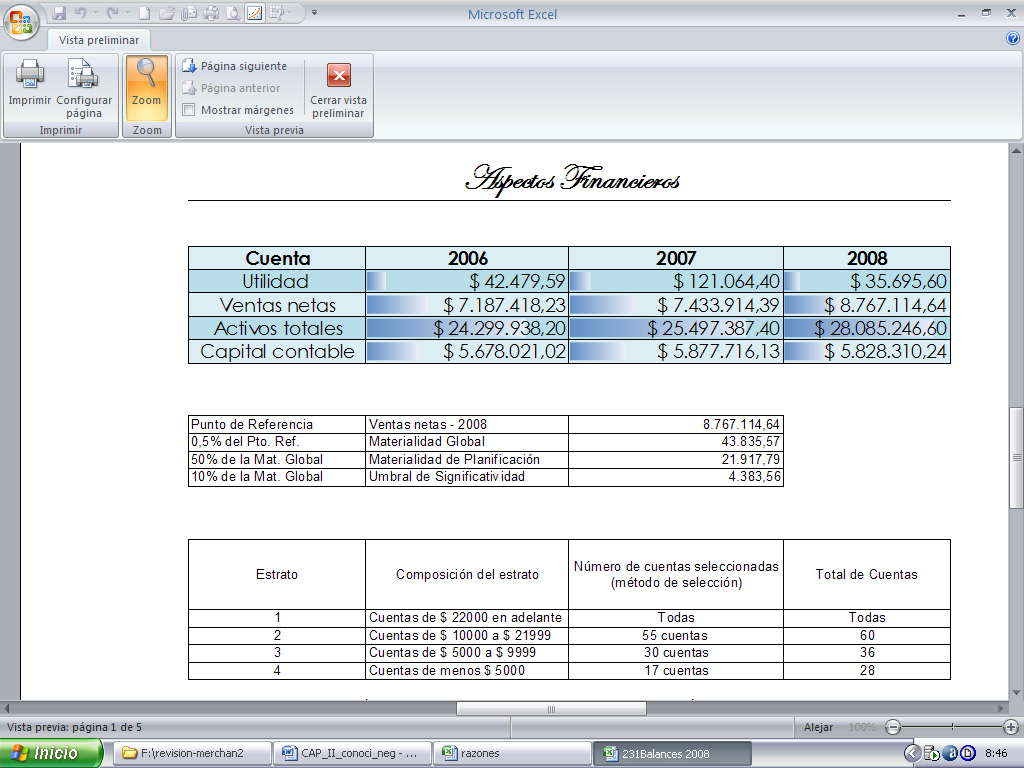 Microsoft Excel
Vista preliminar
Imprimir
Configurar página
Imprimir
Zoom
Zoom
Página siguiente
Página anterior
Mostrar márgenes
Cerrar vista preliminar
Vista previa
Aspectos Financieros
Cuenta 2006 2007 2008
Utilidad $ 42.479,59 $ 121.064,40 $ 35.695,60
Ventas netas $ 7.187.418,23 $ 7.433.914,39 $ 8.767.114,64
Activos totales $ 24.299.938,20 $ 25.497.387,40 $ 28.085.246,60
Capital contable $ 5.678.021,02 $ 5.877.716,13 $ 5.828.310,24
Punto de Referencia Ventas netas - 2008 8.767.114,64
0,5% del Pto. Ref. Materialidad Global 43.835,57
50% de la Mat. Global Materialidad de Planificación 21.917,79
10% de la Mat. Global Umbral de Significatividad 4.383,56
Estrato Composición del estrato Número de cuentas seleccionadas (método de selección) Total de Cuentas
1 Cuentas de $ 22000 en adelante Todas Todas
2 Cuentas de $ 10000 a $ 21999 55 cuentas 60
3 Cuentas de $ 5000 a $ 9999 30 cuentas 36
4 Cuentas de menos $ 5000 17 cuentas 28
Vista previa: página 1 de 5 Alejar 100%
Inicio F:\revision-merchan2 CAP_II_conoci_neg - ... razones 231Balances 2008 8:46